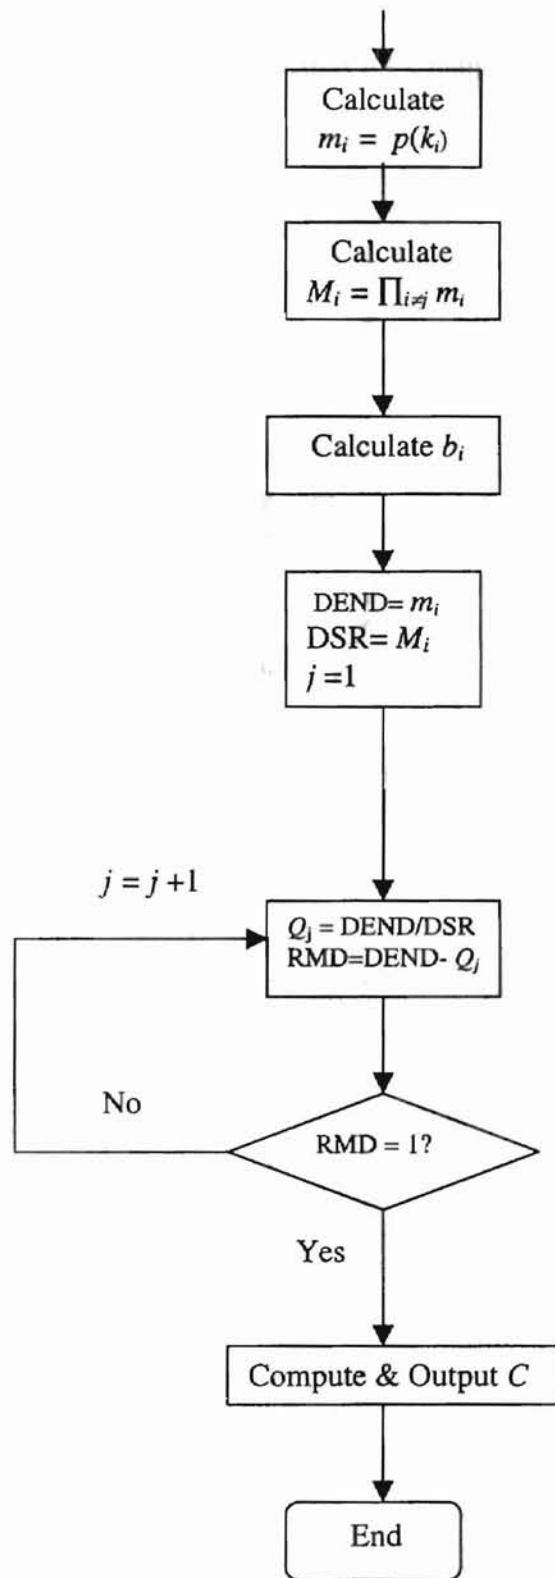 Calculate
m_i = p(k_i)
Calculate
M_i = ∏_{i≠j} m_i
Calculate b_i
DEND= m_i
DSR= M_i
j =1
j = j +1
Q_j = DEND/DSR
RMD=DEND- Q_j
No
RMD = 1?
Yes
Compute & Output C
End